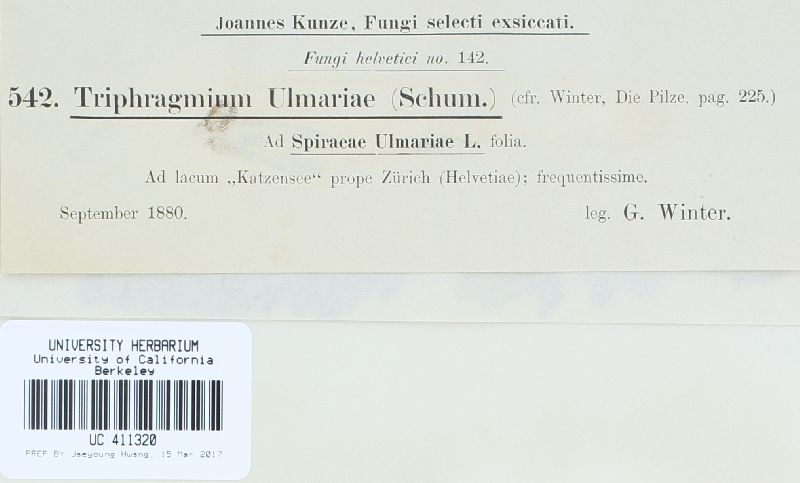 Joannes Kunze, Fungi selecti exsiccati.
Fungi helvetici no. 142.
542. Triphragmium Ulmariae (Schum.) (cfr. Winter, Die Pilze. pag. 225.)
Ad Spiraeae Ulmariae L. folia.
Ad lacum „Katzensee“ prope Zürich (Helvetiae); frequentissime.
September 1880. leg. G. Winter.
UNIVERSITY HERBARIUM
University of California
Berkeley
UC 411320
PREP BY Jaeyoung Hwang, 15 Mar 2017